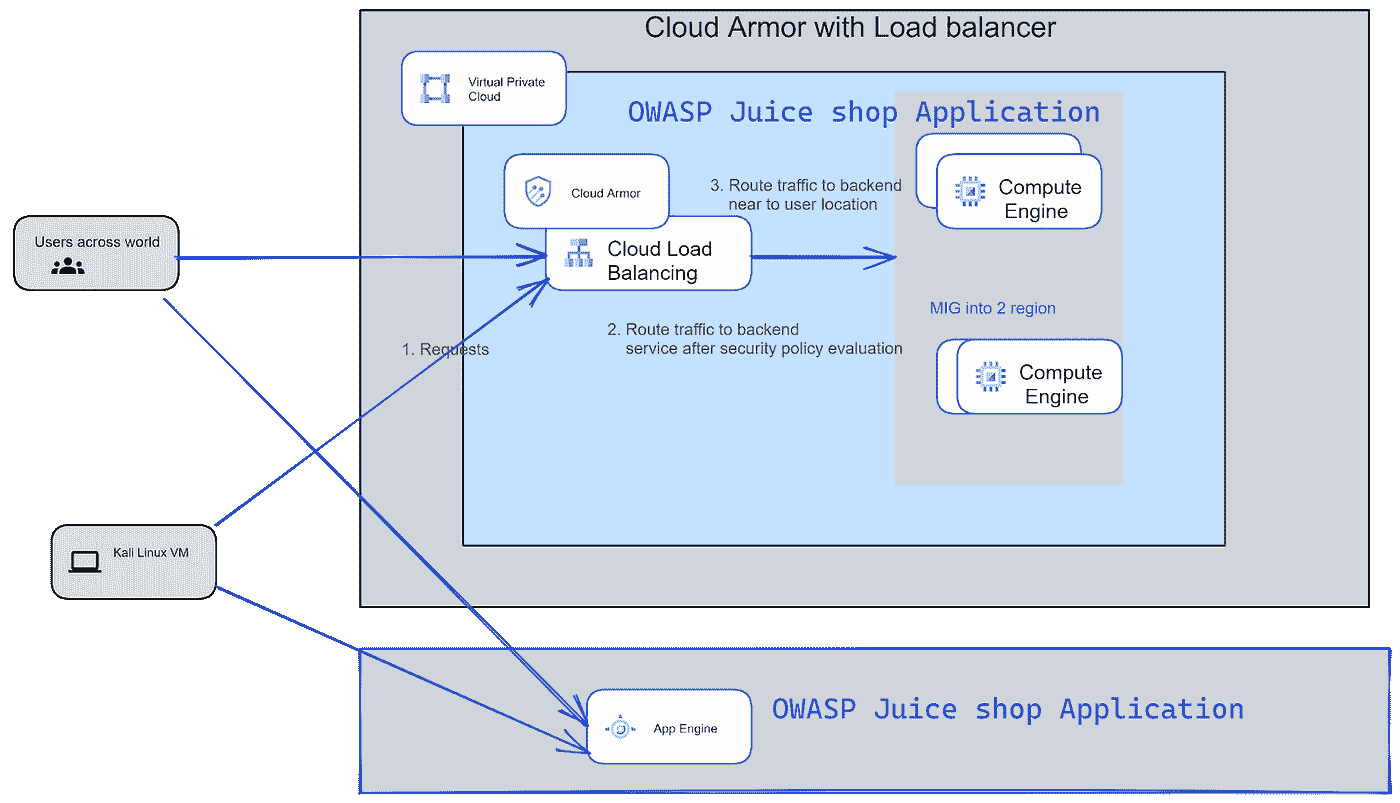 Cloud Armor with Load balancer
Virtual Private
Cloud
OWASP Juice shop Application
Cloud Armor
3. Route traffic to backend
near to user location
Compute
Engine
Users across world
Cloud Load
Balancing
MIG into 2 region
2. Route traffic to backend
service after security policy evaluation
1. Requests
Compute
Engine
Kali Linux VM
App Engine
OWASP Juice shop Application